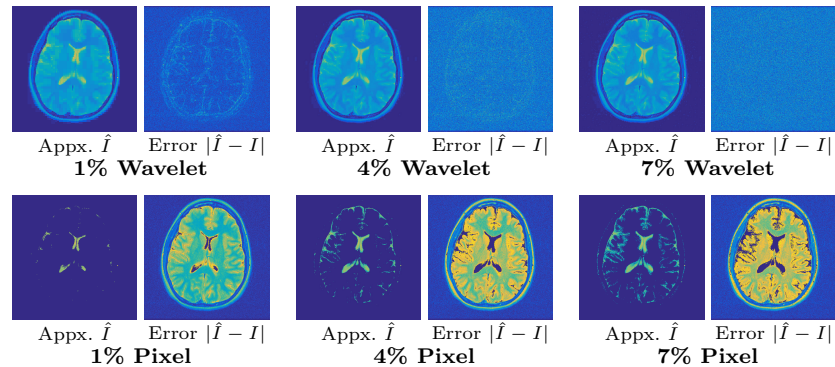 Appx. Î Error |Î − I| Appx. Î Error |Î − I| Appx. Î Error |Î − I|
1% Wavelet 4% Wavelet 7% Wavelet
Appx. Î Error |Î − I| Appx. Î Error |Î − I| Appx. Î Error |Î − I|
1% Pixel 4% Pixel 7% Pixel